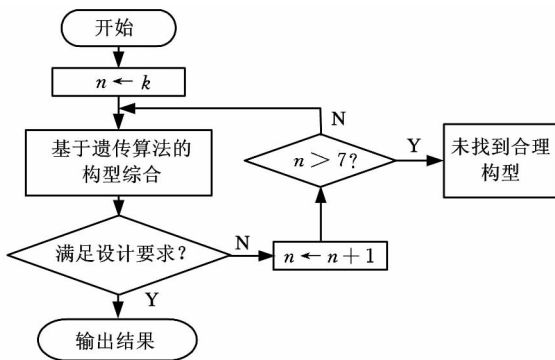 开始
n ← k
基于遗传算法的
构型综合
满足设计要求?
N
Y
输出结果
n ← n + 1
n > 7?
N
Y
未找到合理
构型